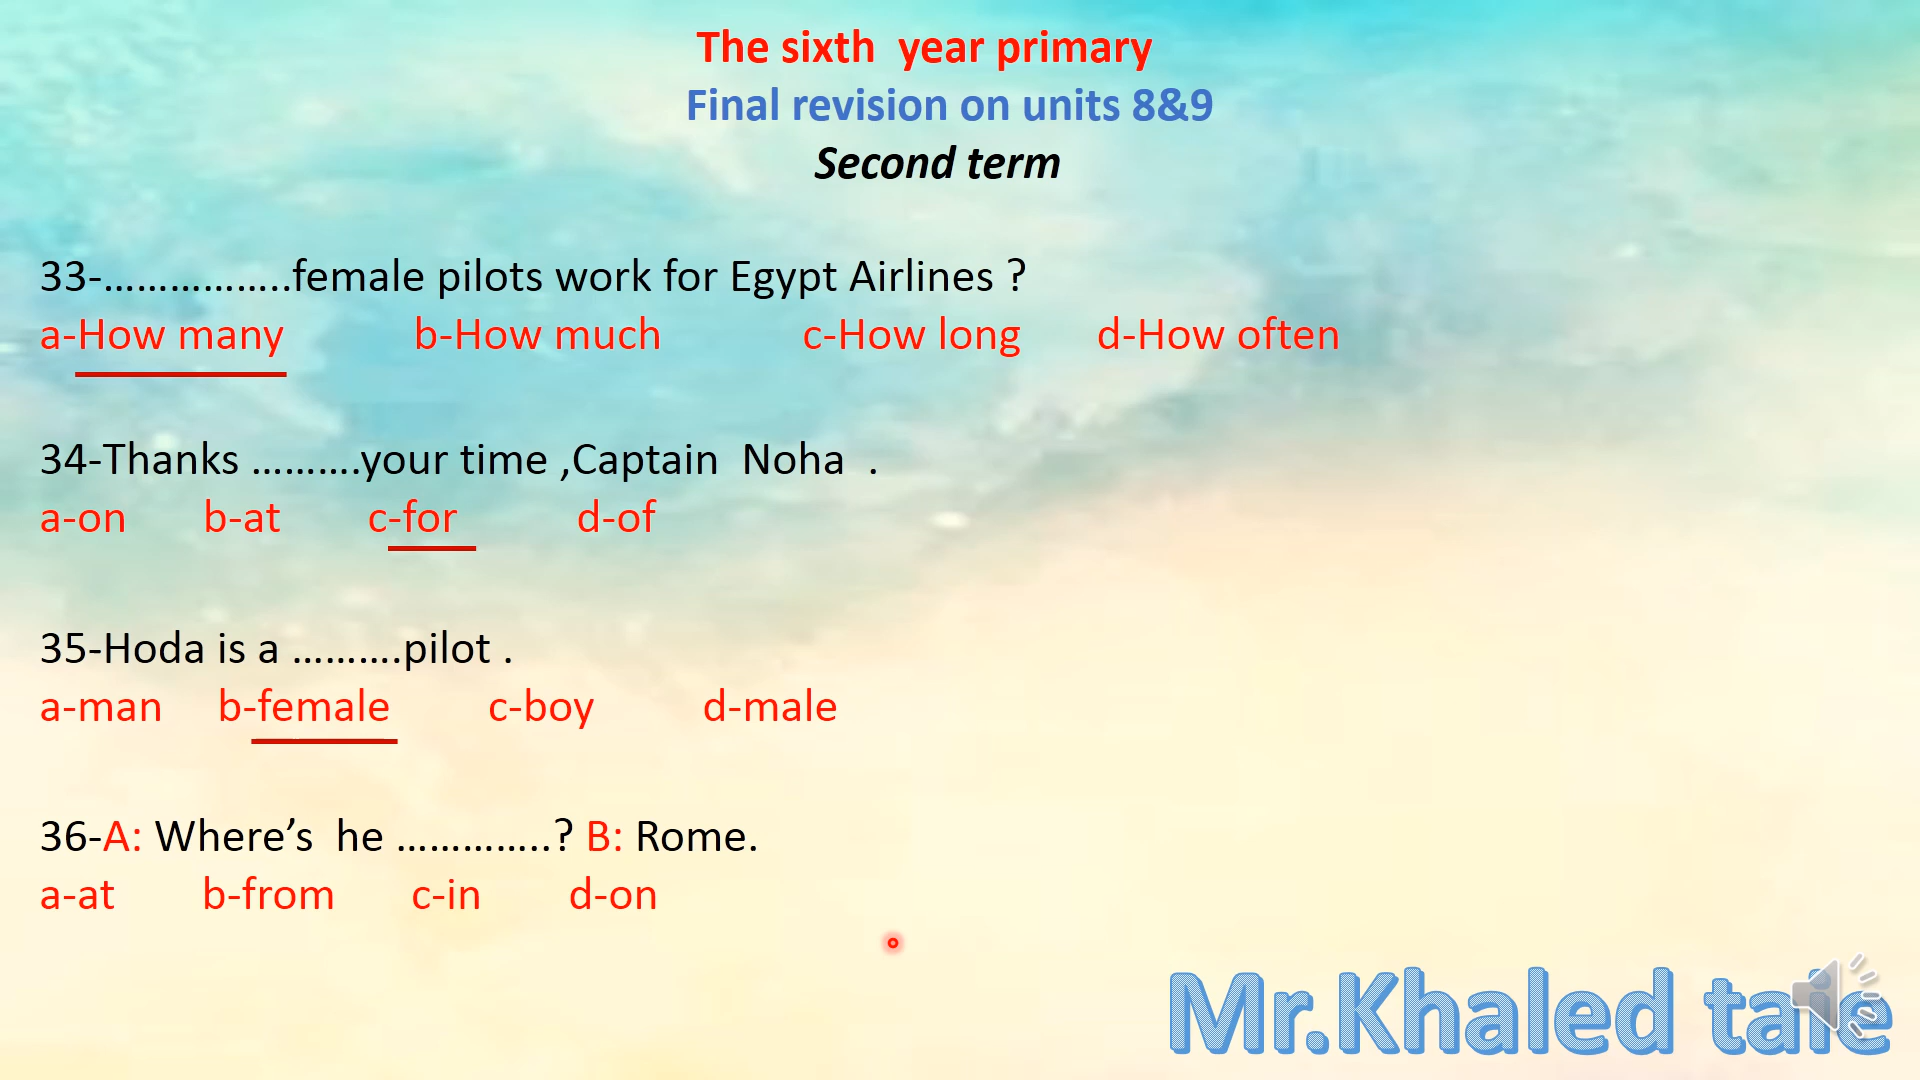 The sixth year primary
Final revision on units 8&9
Second term
33-……………..female pilots work for Egypt Airlines ?
a-How many b-How much c-How long d-How often
34-Thanks ……….your time ,Captain Noha .
a-on b-at c-for d-of
35-Hoda is a ……….pilot .
a-man b-female c-boy d-male
36-A: Where’s he …………..? B: Rome.
a-at b-from c-in d-on
Mr.Khaled taie